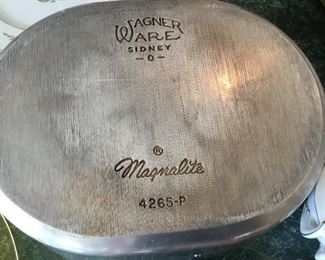 WAGNER
WARE
SIDNEY
-O-
®
Magnalite
4265-P